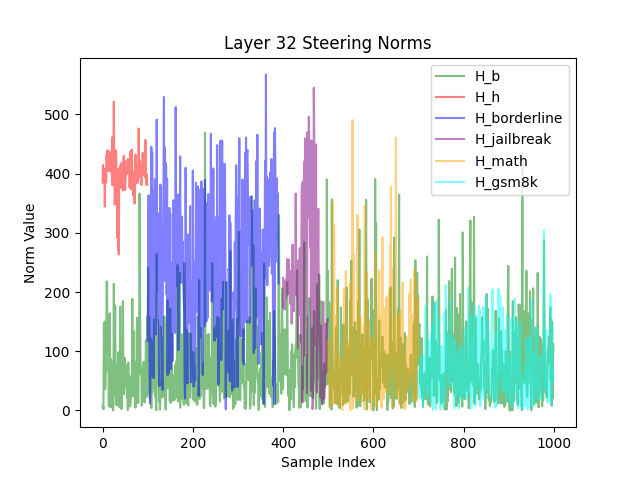 Layer 32 Steering Norms
Norm Value
500
400
300
200
100
0
H_b
H_h
H_borderline
H_jailbreak
H_math
H_gsm8k
0 200 400 600 800 1000
Sample Index